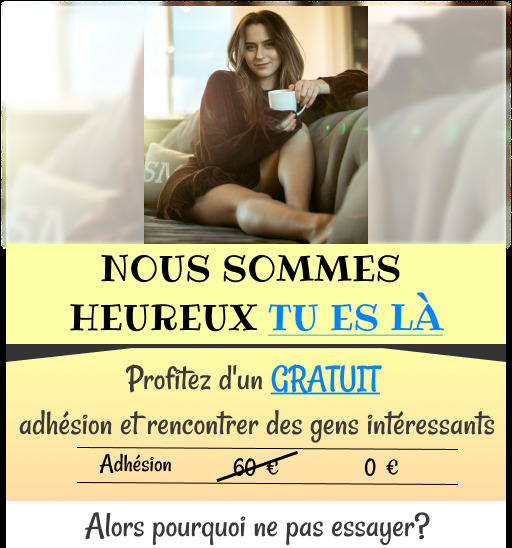 NOUS SOMMES
HEUREUX TU ES LÀ
Profitez d'un GRATUIT
adhésion et rencontrer des gens intéressants
Adhésion 60 € 0 €
Alors pourquoi ne pas essayer?